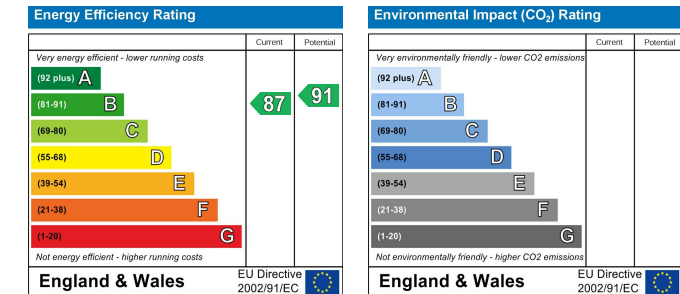 Energy Efficiency Rating
Current Potential
Very energy efficient - lower running costs
(92 plus) A
(81-91) B
87
91
(69-80) C
(55-68) D
(39-54) E
(21-38) F
(1-20) G
Not energy efficient - higher running costs
England & Wales
EU Directive
2002/91/EC
Environmental Impact (CO₂) Rating
Current Potential
Very environmentally friendly - lower CO2 emissions
(92 plus) A
(81-91) B
(69-80) C
(55-68) D
(39-54) E
(21-38) F
(1-20) G
Not environmentally friendly - higher CO2 emissions
England & Wales
EU Directive
2002/91/EC